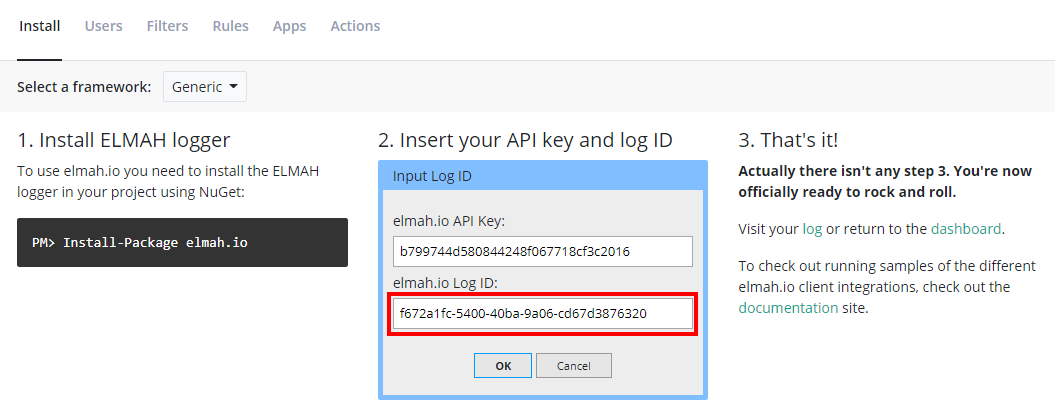 Install Users Filters Rules Apps Actions
Select a framework: Generic
1. Install ELMAH logger
To use elmah.io you need to install the ELMAH
logger in your project using NuGet:
PM> Install-Package elmah.io
2. Insert your API key and log ID
Input Log ID
elmah.io API Key:
b799744d580844248f067718cf3c2016
elmah.io Log ID:
f672a1fc-5400-40ba-9a06-cd67d3876320
OK Cancel
3. That's it!
Actually there isn't any step 3. You're now
officially ready to rock and roll.
Visit your log or return to the dashboard.
To check out running samples of the different
elmah.io client integrations, check out the
documentation site.